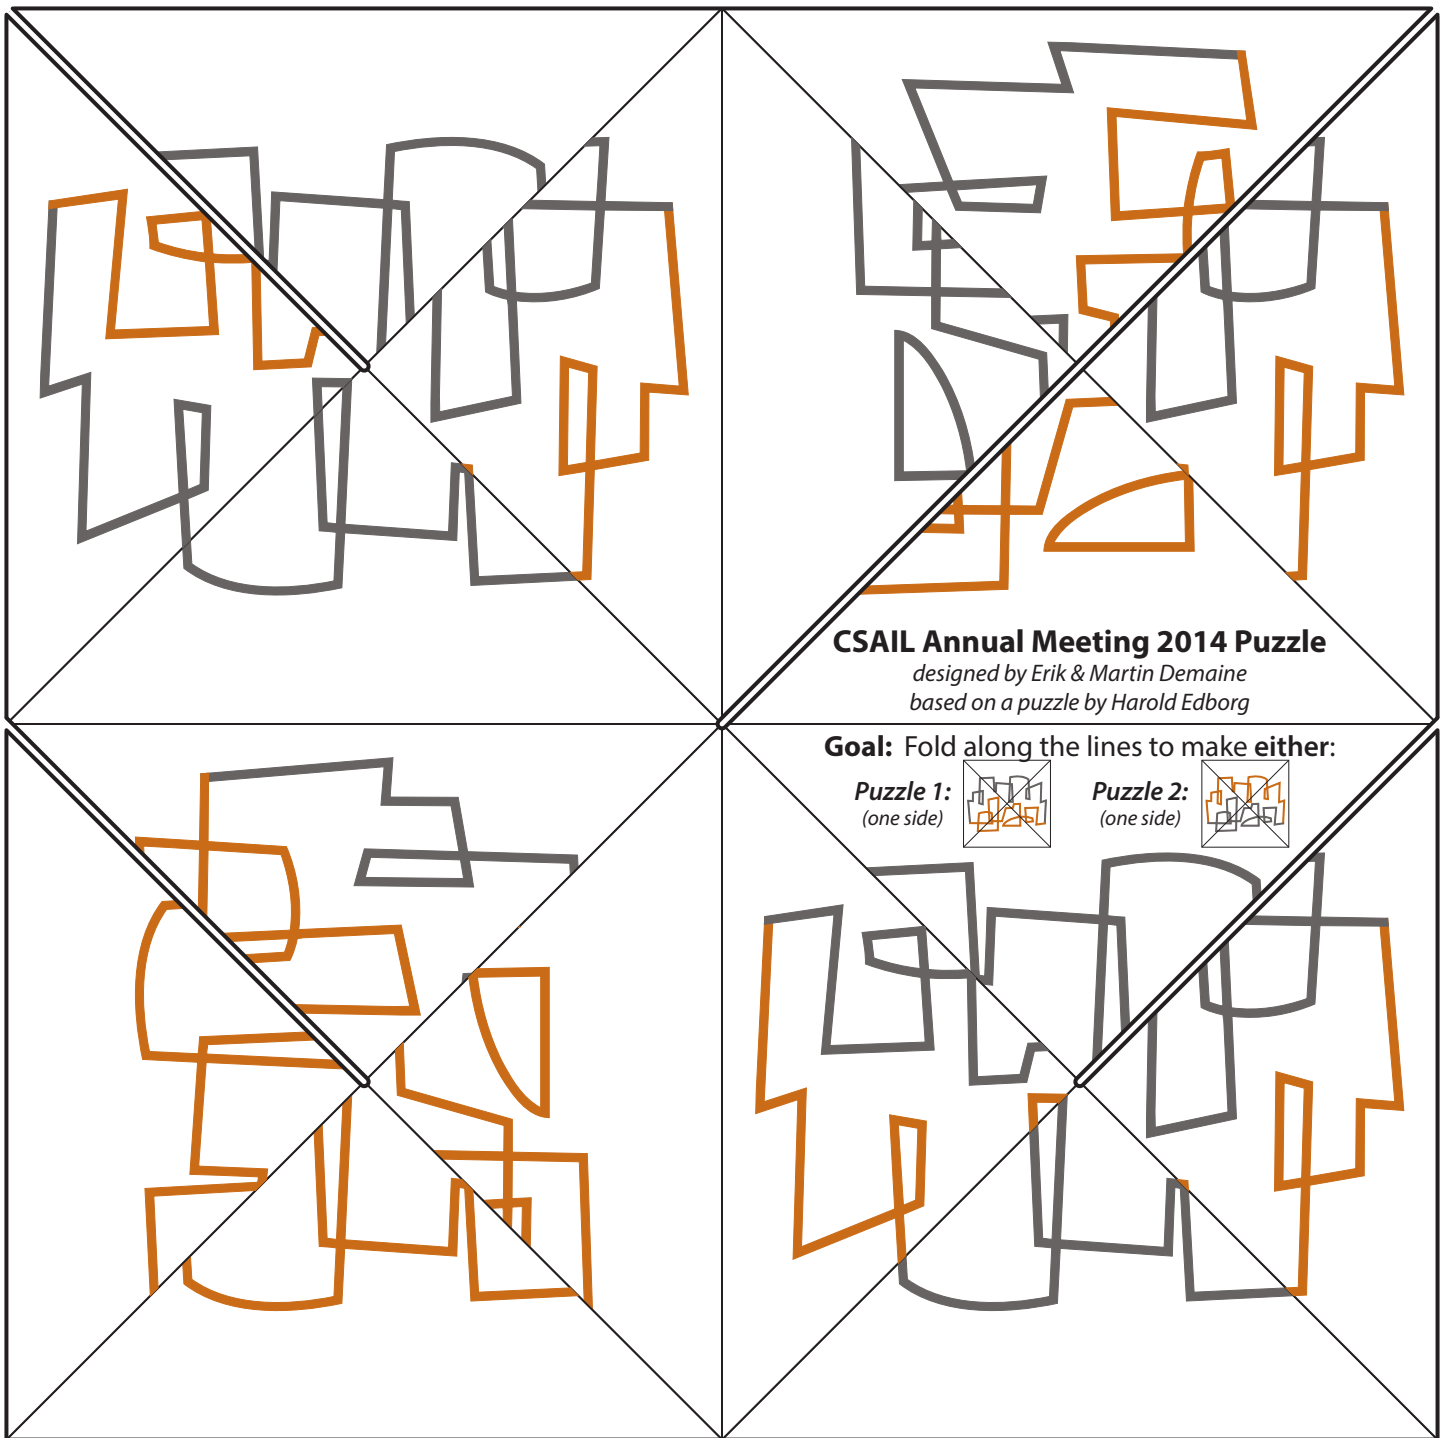 CSAIL Annual Meeting 2014 Puzzle
designed by Erik & Martin Demaine
based on a puzzle by Harold Edborg
Goal: Fold along the lines to make either:
Puzzle 1:
(one side)
Puzzle 2:
(one side)